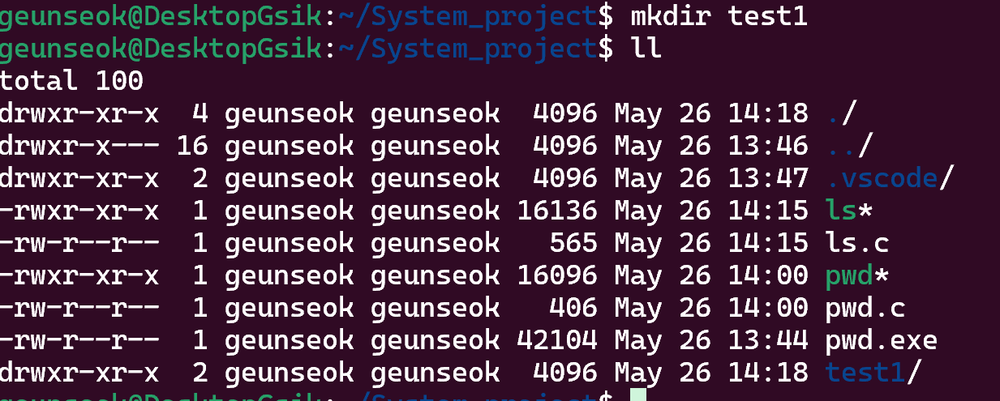 geunseok@DesktopGsik:~/System_project$ mkdir test1
geunseok@DesktopGsik:~/System_project$ ll
total 100
drwxr-xr-x  4 geunseok geunseok  4096 May 26 14:18 ./
drwxr-x--- 16 geunseok geunseok  4096 May 26 13:46 ../
drwxr-xr-x  2 geunseok geunseok  4096 May 26 13:47 .vscode/
-rwxr-xr-x  1 geunseok geunseok 16136 May 26 14:15 ls*
-rw-r--r--  1 geunseok geunseok   565 May 26 14:15 ls.c
-rwxr-xr-x  1 geunseok geunseok 16096 May 26 14:00 pwd*
-rw-r--r--  1 geunseok geunseok   406 May 26 14:00 pwd.c
-rw-r--r--  1 geunseok geunseok 42104 May 26 13:44 pwd.exe
drwxr-xr-x  2 geunseok geunseok  4096 May 26 14:18 test1/
geunseok@DesktopGsik:~/System_project$